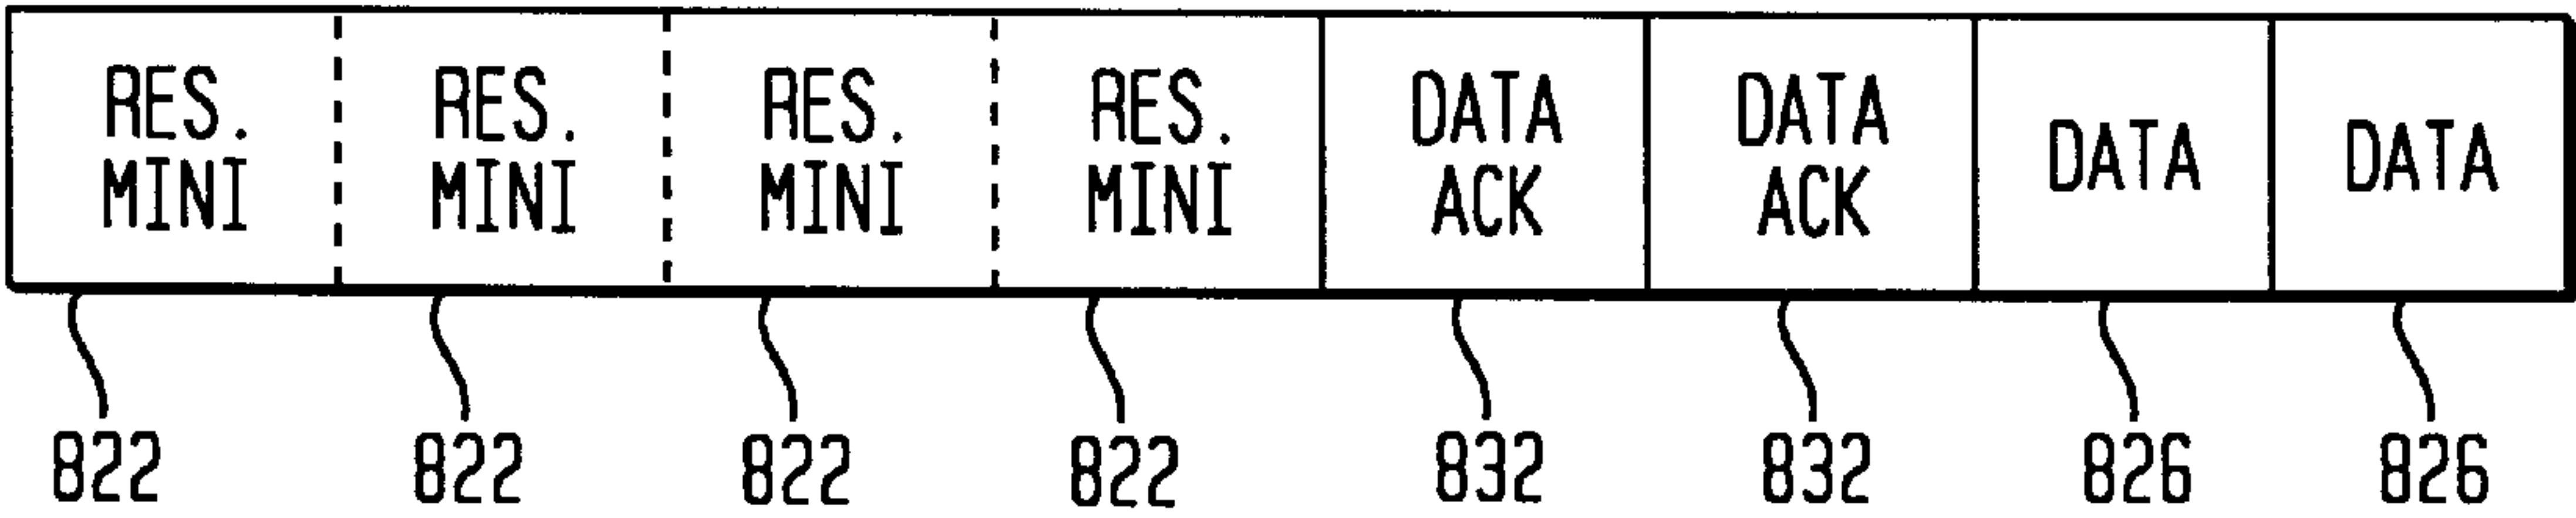 RES. RES. RES. RES. DATA DATA DATA DATA
MINI MINI MINI MINI ACK ACK
822 822 822 822 832 832 826 826